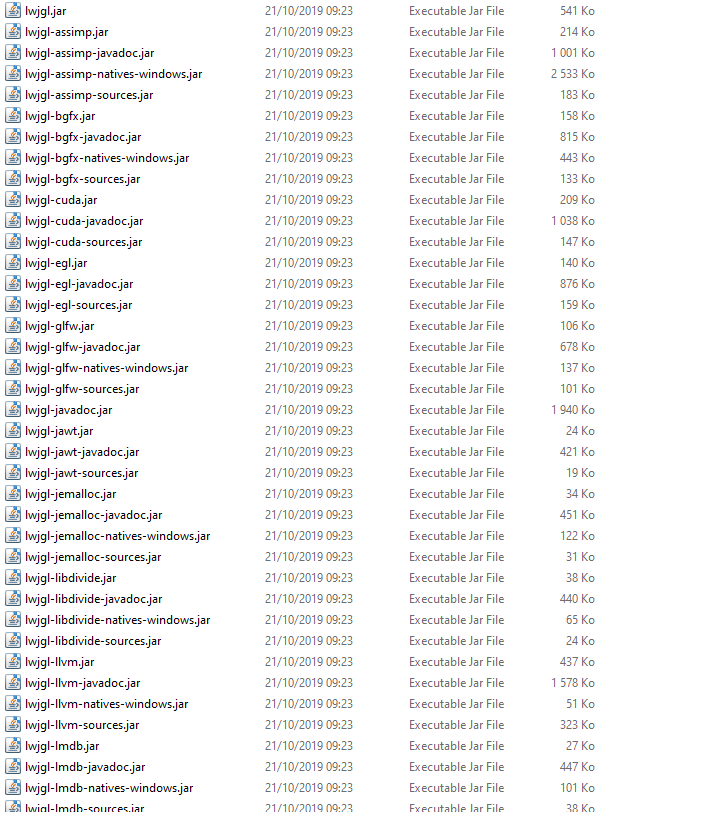 lwjgl.jar 21/10/2019 09:23 Executable Jar File 541 Ko
lwjgl-assimp.jar 21/10/2019 09:23 Executable Jar File 214 Ko
lwjgl-assimp-javadoc.jar 21/10/2019 09:23 Executable Jar File 1 001 Ko
lwjgl-assimp-natives-windows.jar 21/10/2019 09:23 Executable Jar File 2 533 Ko
lwjgl-assimp-sources.jar 21/10/2019 09:23 Executable Jar File 183 Ko
lwjgl-bgfx.jar 21/10/2019 09:23 Executable Jar File 158 Ko
lwjgl-bgfx-javadoc.jar 21/10/2019 09:23 Executable Jar File 815 Ko
lwjgl-bgfx-natives-windows.jar 21/10/2019 09:23 Executable Jar File 443 Ko
lwjgl-bgfx-sources.jar 21/10/2019 09:23 Executable Jar File 133 Ko
lwjgl-cuda.jar 21/10/2019 09:23 Executable Jar File 209 Ko
lwjgl-cuda-javadoc.jar 21/10/2019 09:23 Executable Jar File 1 038 Ko
lwjgl-cuda-sources.jar 21/10/2019 09:23 Executable Jar File 147 Ko
lwjgl-egl.jar 21/10/2019 09:23 Executable Jar File 140 Ko
lwjgl-egl-javadoc.jar 21/10/2019 09:23 Executable Jar File 876 Ko
lwjgl-egl-sources.jar 21/10/2019 09:23 Executable Jar File 159 Ko
lwjgl-glfw.jar 21/10/2019 09:23 Executable Jar File 106 Ko
lwjgl-glfw-javadoc.jar 21/10/2019 09:23 Executable Jar File 678 Ko
lwjgl-glfw-natives-windows.jar 21/10/2019 09:23 Executable Jar File 137 Ko
lwjgl-glfw-sources.jar 21/10/2019 09:23 Executable Jar File 101 Ko
lwjgl-javadoc.jar 21/10/2019 09:23 Executable Jar File 1 940 Ko
lwjgl-jawt.jar 21/10/2019 09:23 Executable Jar File 24 Ko
lwjgl-jawt-javadoc.jar 21/10/2019 09:23 Executable Jar File 421 Ko
lwjgl-jawt-sources.jar 21/10/2019 09:23 Executable Jar File 19 Ko
lwjgl-jemalloc.jar 21/10/2019 09:23 Executable Jar File 34 Ko
lwjgl-jemalloc-javadoc.jar 21/10/2019 09:23 Executable Jar File 451 Ko
lwjgl-jemalloc-natives-windows.jar 21/10/2019 09:23 Executable Jar File 122 Ko
lwjgl-jemalloc-sources.jar 21/10/2019 09:23 Executable Jar File 31 Ko
lwjgl-libdivide.jar 21/10/2019 09:23 Executable Jar File 38 Ko
lwjgl-libdivide-javadoc.jar 21/10/2019 09:23 Executable Jar File 440 Ko
lwjgl-libdivide-natives-windows.jar 21/10/2019 09:23 Executable Jar File 65 Ko
lwjgl-libdivide-sources.jar 21/10/2019 09:23 Executable Jar File 24 Ko
lwjgl-llvm.jar 21/10/2019 09:23 Executable Jar File 437 Ko
lwjgl-llvm-javadoc.jar 21/10/2019 09:23 Executable Jar File 1 578 Ko
lwjgl-llvm-natives-windows.jar 21/10/2019 09:23 Executable Jar File 51 Ko
lwjgl-llvm-sources.jar 21/10/2019 09:23 Executable Jar File 323 Ko
lwjgl-lmdb.jar 21/10/2019 09:23 Executable Jar File 27 Ko
lwjgl-lmdb-javadoc.jar 21/10/2019 09:23 Executable Jar File 447 Ko
lwjgl-lmdb-natives-windows.jar 21/10/2019 09:23 Executable Jar File 101 Ko
lwjgl-lmdb-sources.jar 21/10/2019 09:23 Executable Jar File 38 Ko